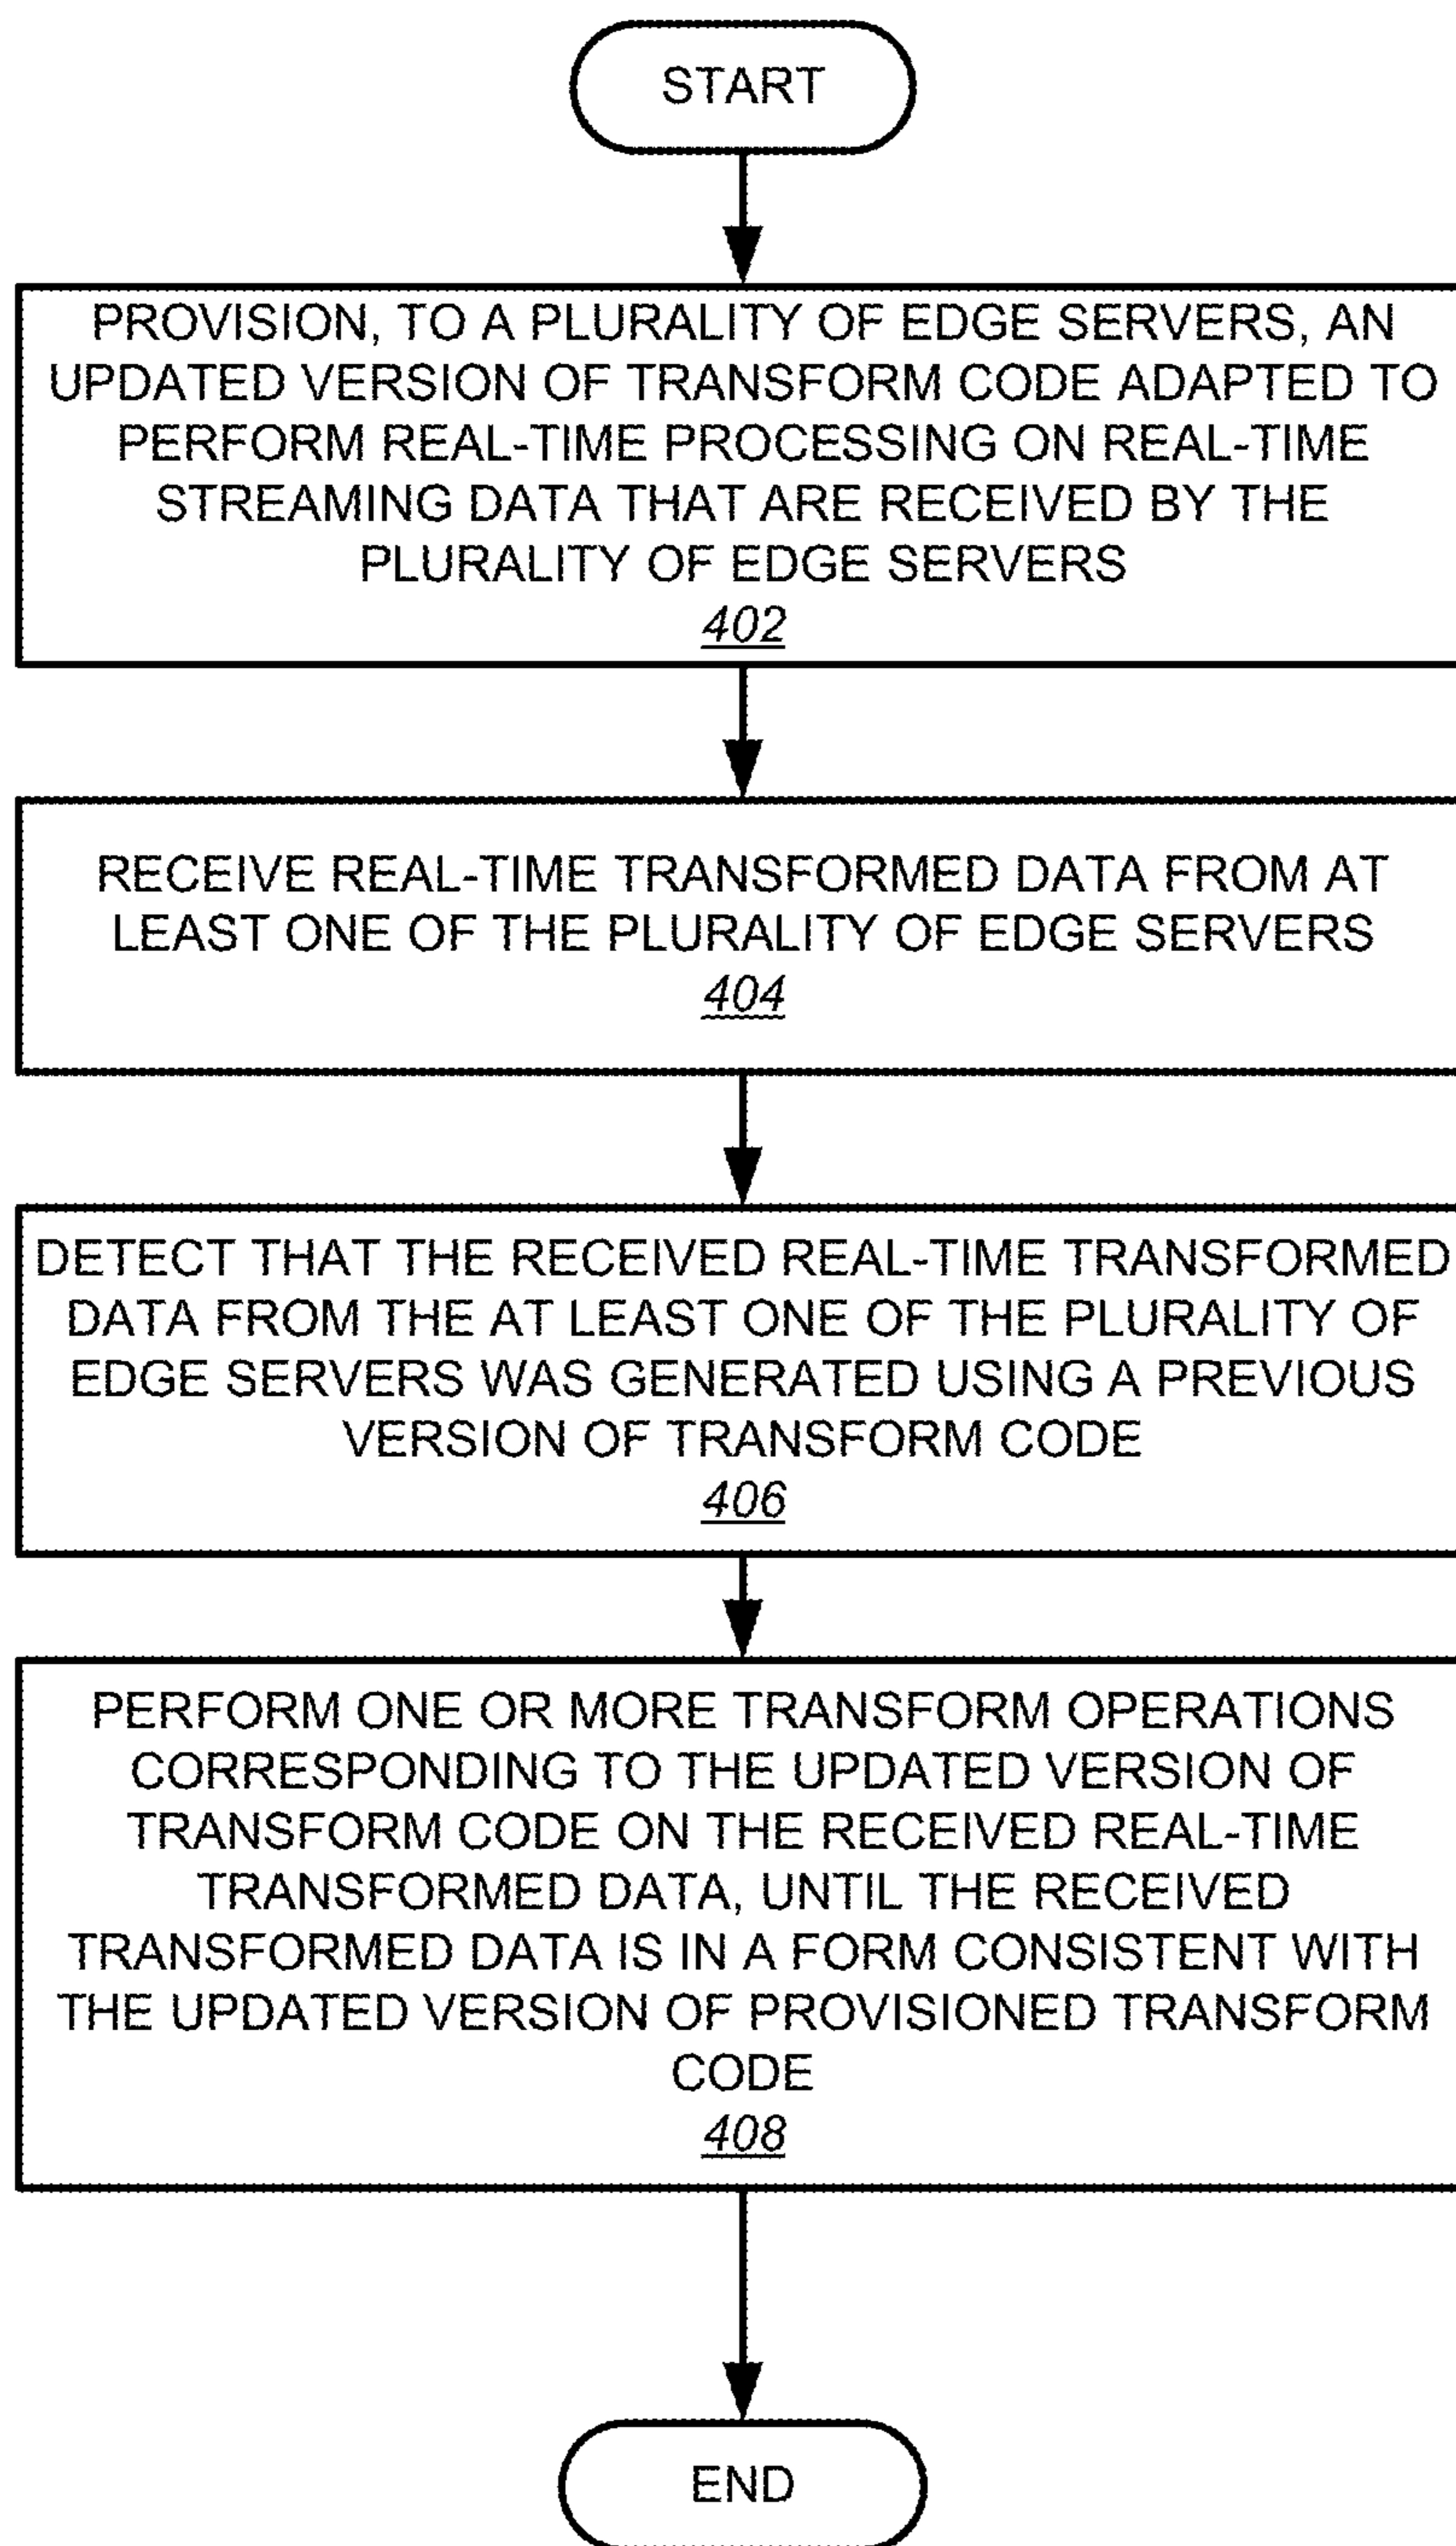 START
PROVISION, TO A PLURALITY OF EDGE SERVERS, AN
UPDATED VERSION OF TRANSFORM CODE ADAPTED TO
PERFORM REAL-TIME PROCESSING ON REAL-TIME
STREAMING DATA THAT ARE RECEIVED BY THE
PLURALITY OF EDGE SERVERS
402
RECEIVE REAL-TIME TRANSFORMED DATA FROM AT
LEAST ONE OF THE PLURALITY OF EDGE SERVERS
404
DETECT THAT THE RECEIVED REAL-TIME TRANSFORMED
DATA FROM THE AT LEAST ONE OF THE PLURALITY OF
EDGE SERVERS WAS GENERATED USING A PREVIOUS
VERSION OF TRANSFORM CODE
406
PERFORM ONE OR MORE TRANSFORM OPERATIONS
CORRESPONDING TO THE UPDATED VERSION OF
TRANSFORM CODE ON THE RECEIVED REAL-TIME
TRANSFORMED DATA, UNTIL THE RECEIVED
TRANSFORMED DATA IS IN A FORM CONSISTENT WITH
THE UPDATED VERSION OF PROVISIONED TRANSFORM
CODE
408
END